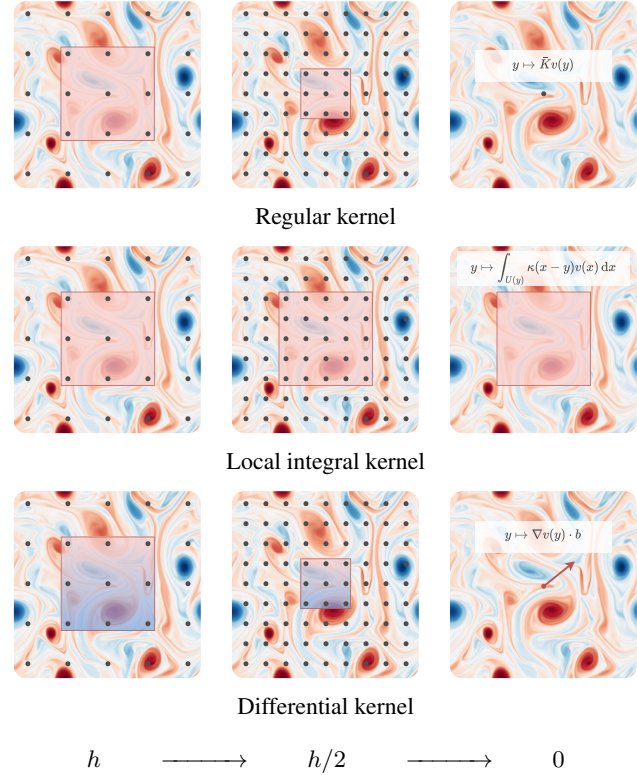 y ↦ K̄v(y)
Regular kernel
y ↦ ∫_{U(y)} κ(x − y)v(x) dx
Local integral kernel
y ↦ ∇v(y) · b
Differential kernel
h ⟶ h/2 ⟶ 0